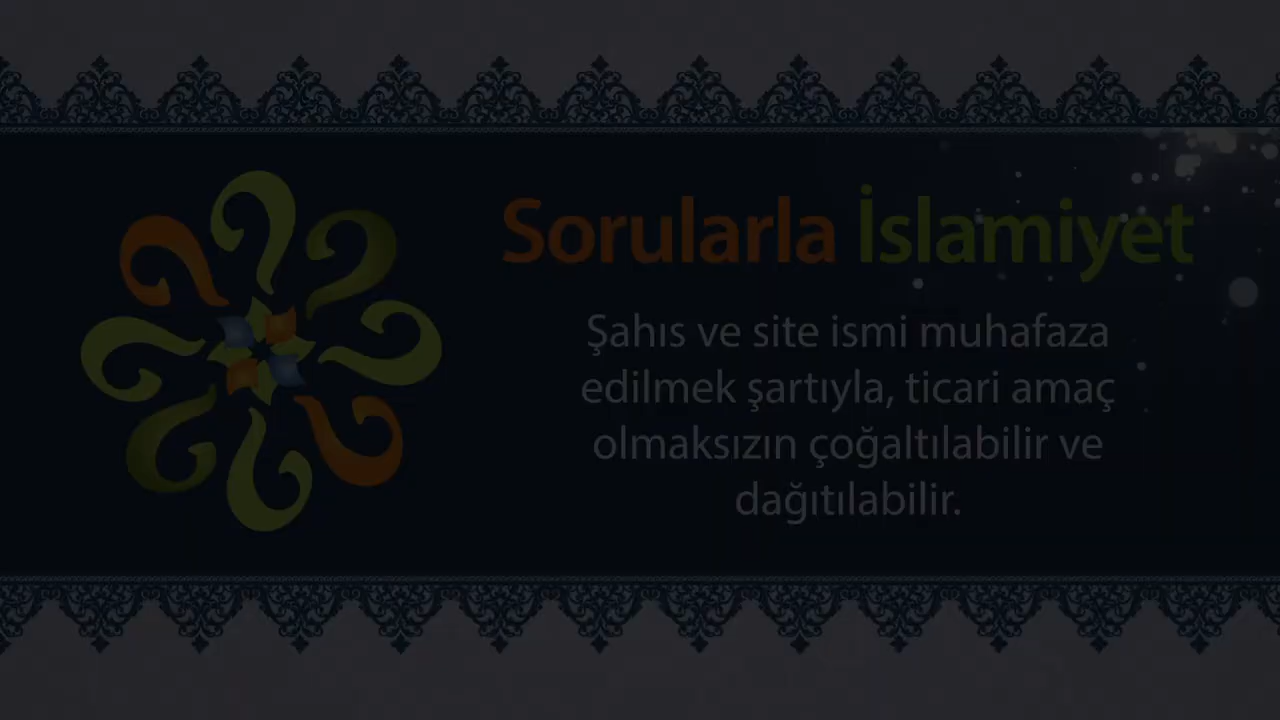 Sorularla İslamiyet
Şahıs ve site ismi muhafaza
edilmek şartıyla, ticari amaç
olmaksızın çoğaltılabilir ve
dağıtılabilir.